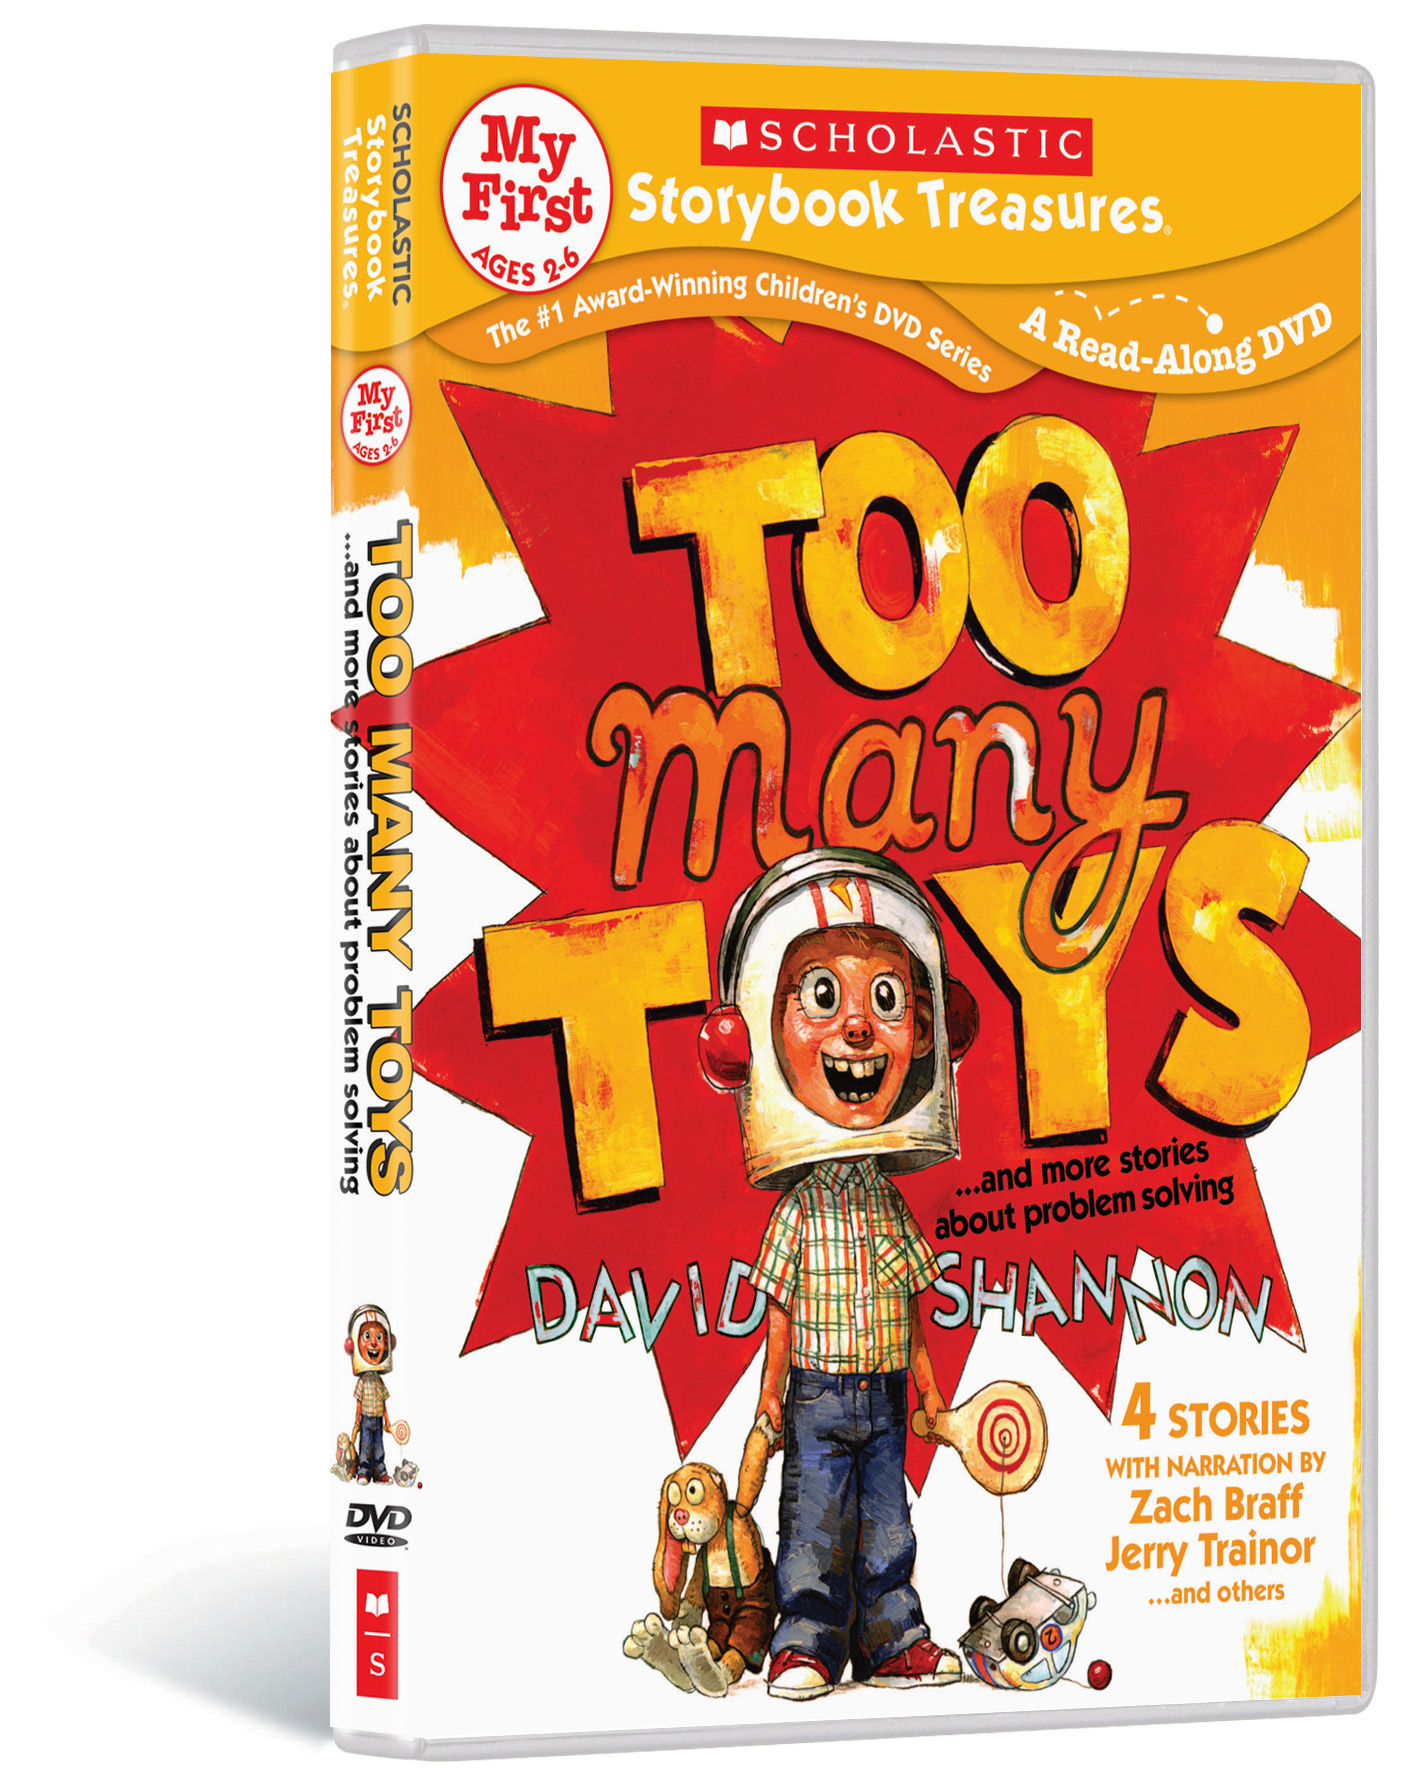 SCHOLASTIC
Storybook Treasures®
My
First
AGES 2-6
TOO MANY TOYS
...and more stories about problem solving
DVD
VIDEO
S
My
First
AGES 2-6
SCHOLASTIC
Storybook Treasures®
The #1 Award-Winning Children's DVD Series
A Read-Along DVD
TOO
many
TOYS
...and more stories
about problem solving
DAVID SHANNON
4 STORIES
WITH NARRATION BY
Zach Braff
Jerry Trainor
...and others
2